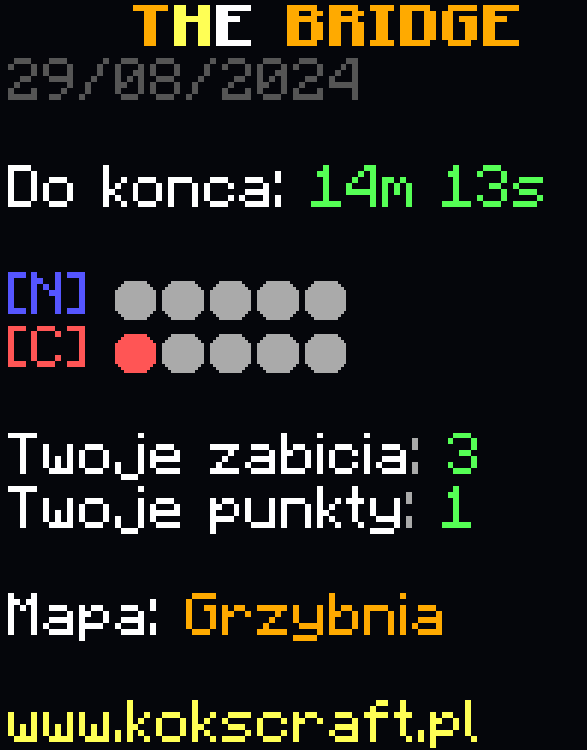 THE BRIDGE
29/08/2024
Do konca: 14m 13s
[N] ●●●●●
[C] ●●●●●
Twoje zabicia: 3
Twoje punkty: 1
Mapa: Grzybnia
www.kokscraft.pl